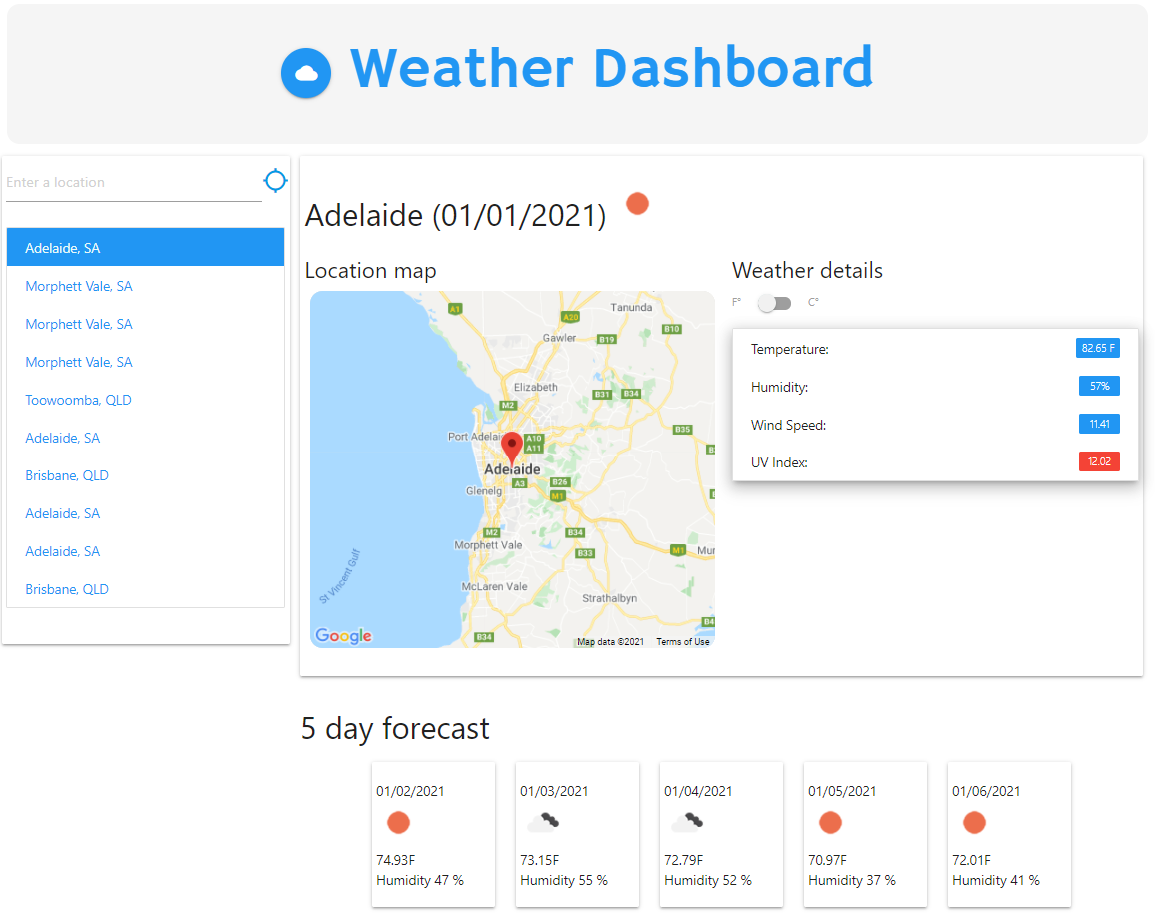 Weather Dashboard
Enter a location
Adelaide, SA
Morphett Vale, SA
Morphett Vale, SA
Morphett Vale, SA
Toowoomba, QLD
Adelaide, SA
Brisbane, QLD
Adelaide, SA
Adelaide, SA
Brisbane, QLD
Adelaide (01/01/2021)
Location map
A1
Tanunda
A20
B10
Gawler
B19
Elizabeth
B31
B34
M2
B35
Port Adelai
A10
A11
Adelaide
A3
B26
Glenelg
M1
M2
B34
Morphett Vale
B33
M1
Mur
St Vincent Gulf
McLaren Vale
Strathalbyn
B34
Google
Map data ©2021
Terms of Use
Weather details
F°
C°
Temperature: 82.65 F
Humidity: 57%
Wind Speed: 11.41
UV Index: 12.02
5 day forecast
01/02/2021
74.93F
Humidity 47 %
01/03/2021
73.15F
Humidity 55 %
01/04/2021
72.79F
Humidity 52 %
01/05/2021
70.97F
Humidity 37 %
01/06/2021
72.01F
Humidity 41 %